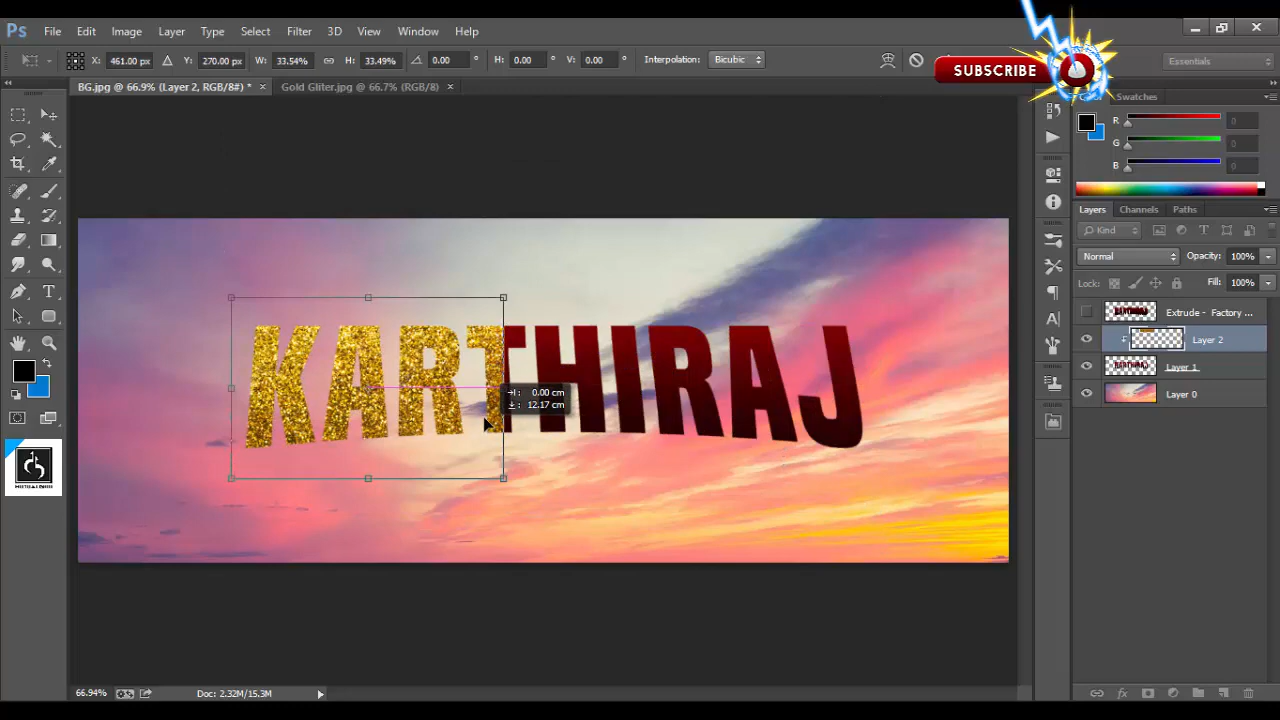 Ps File Edit Image Layer Type Select Filter 3D View Window Help
X: 461.00 px Y: 270.00 px W: 33.54% H: 33.49% 0.00 ° H: 0.00 ° V: 0.00 ° Interpolation: Bicubic
SUBSCRIBE
Essentials
BG.jpg @ 66.9% (Layer 2, RGB/8#) * × Gold Gliter.jpg @ 66.7% (RGB/8) ×
Color Swatches
R 0
G 0
B 0
Layers Channels Paths
Kind
Normal Opacity: 100%
Lock: Fill: 100%
Extrude - Factory ...
Layer 2
Layer 1
Layer 0
KARTHIRAJ
0.00 cm
12.17 cm
66.94% Doc: 2.32M/15.3M